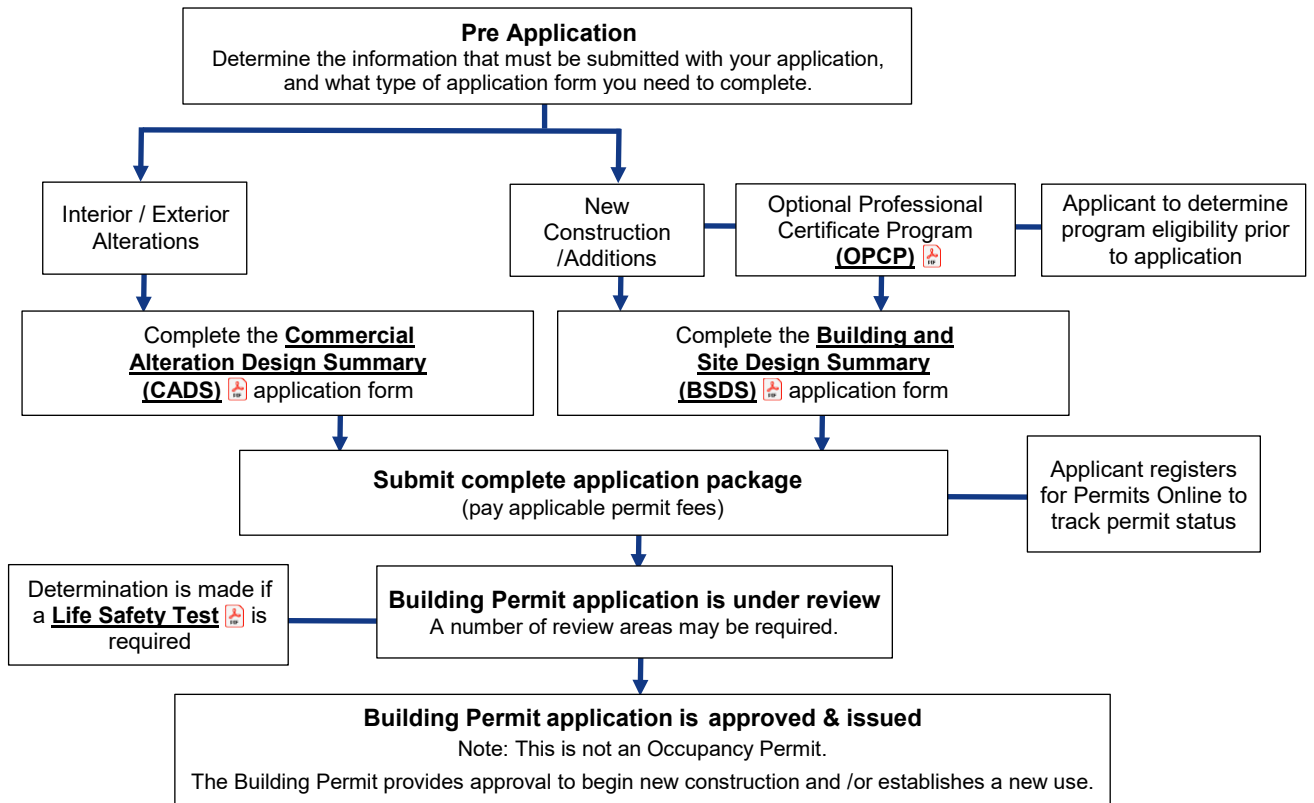 Pre Application
Determine the information that must be submitted with your application,
and what type of application form you need to complete.
Interior / Exterior
Alterations
New
Construction
/Additions
Optional Professional
Certificate Program
(OPCP)
Applicant to determine
program eligibility prior
to application
Complete the Commercial
Alteration Design Summary
(CADS) application form
Complete the Building and
Site Design Summary
(BSDS) application form
Submit complete application package
(pay applicable permit fees)
Applicant registers
for Permits Online to
track permit status
Determination is made if
a Life Safety Test is
required
Building Permit application is under review
A number of review areas may be required.
Building Permit application is approved & issued
Note: This is not an Occupancy Permit.
The Building Permit provides approval to begin new construction and /or establishes a new use.